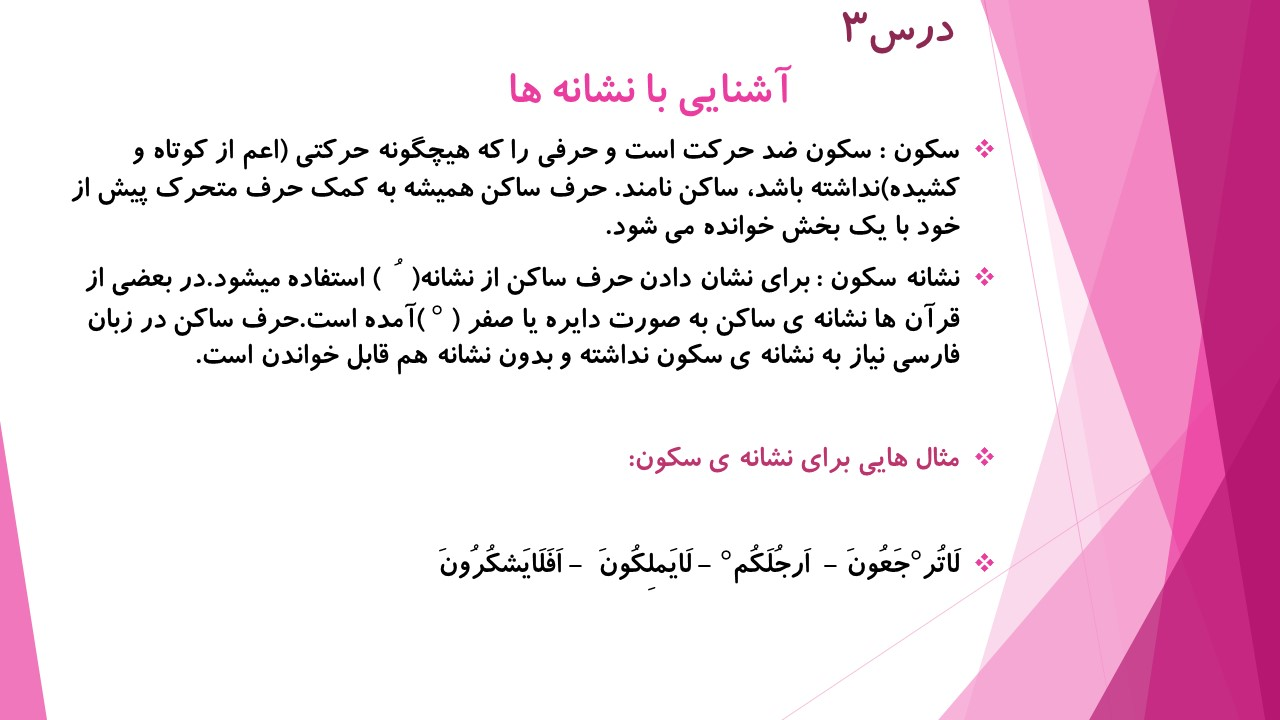 درس۳
آشنایی با نشانه ها
❖ سکون : سکون ضد حرکت است و حرفی را که هیچگونه حرکتی (اعم از کوتاه و
کشیده)نداشته باشد، ساکن نامند. حرف ساکن همیشه به کمک حرف متحرک پیش از
خود با یک بخش خوانده می شود.
❖ نشانه سکون : برای نشان دادن حرف ساکن از نشانه( ُ ) استفاده میشود.در بعضی از
قرآن ها نشانه ی ساکن به صورت دایره یا صفر ( ° )آمده است.حرف ساکن در زبان
فارسی نیاز به نشانه ی سکون نداشته و بدون نشانه هم قابل خواندن است.
❖ مثال هایی برای نشانه ی سکون:
❖ لَاتُر°جَعُونَ – اَرجُلَکُم° – لَایَملِکُونَ – اَفَلَایَشکُرُونَ